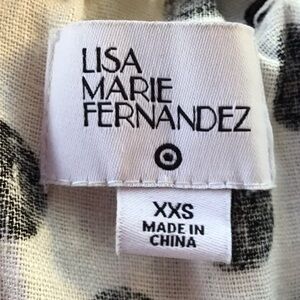 LISA
MARIE
FERNANDEZ
XXS
MADE IN
CHINA